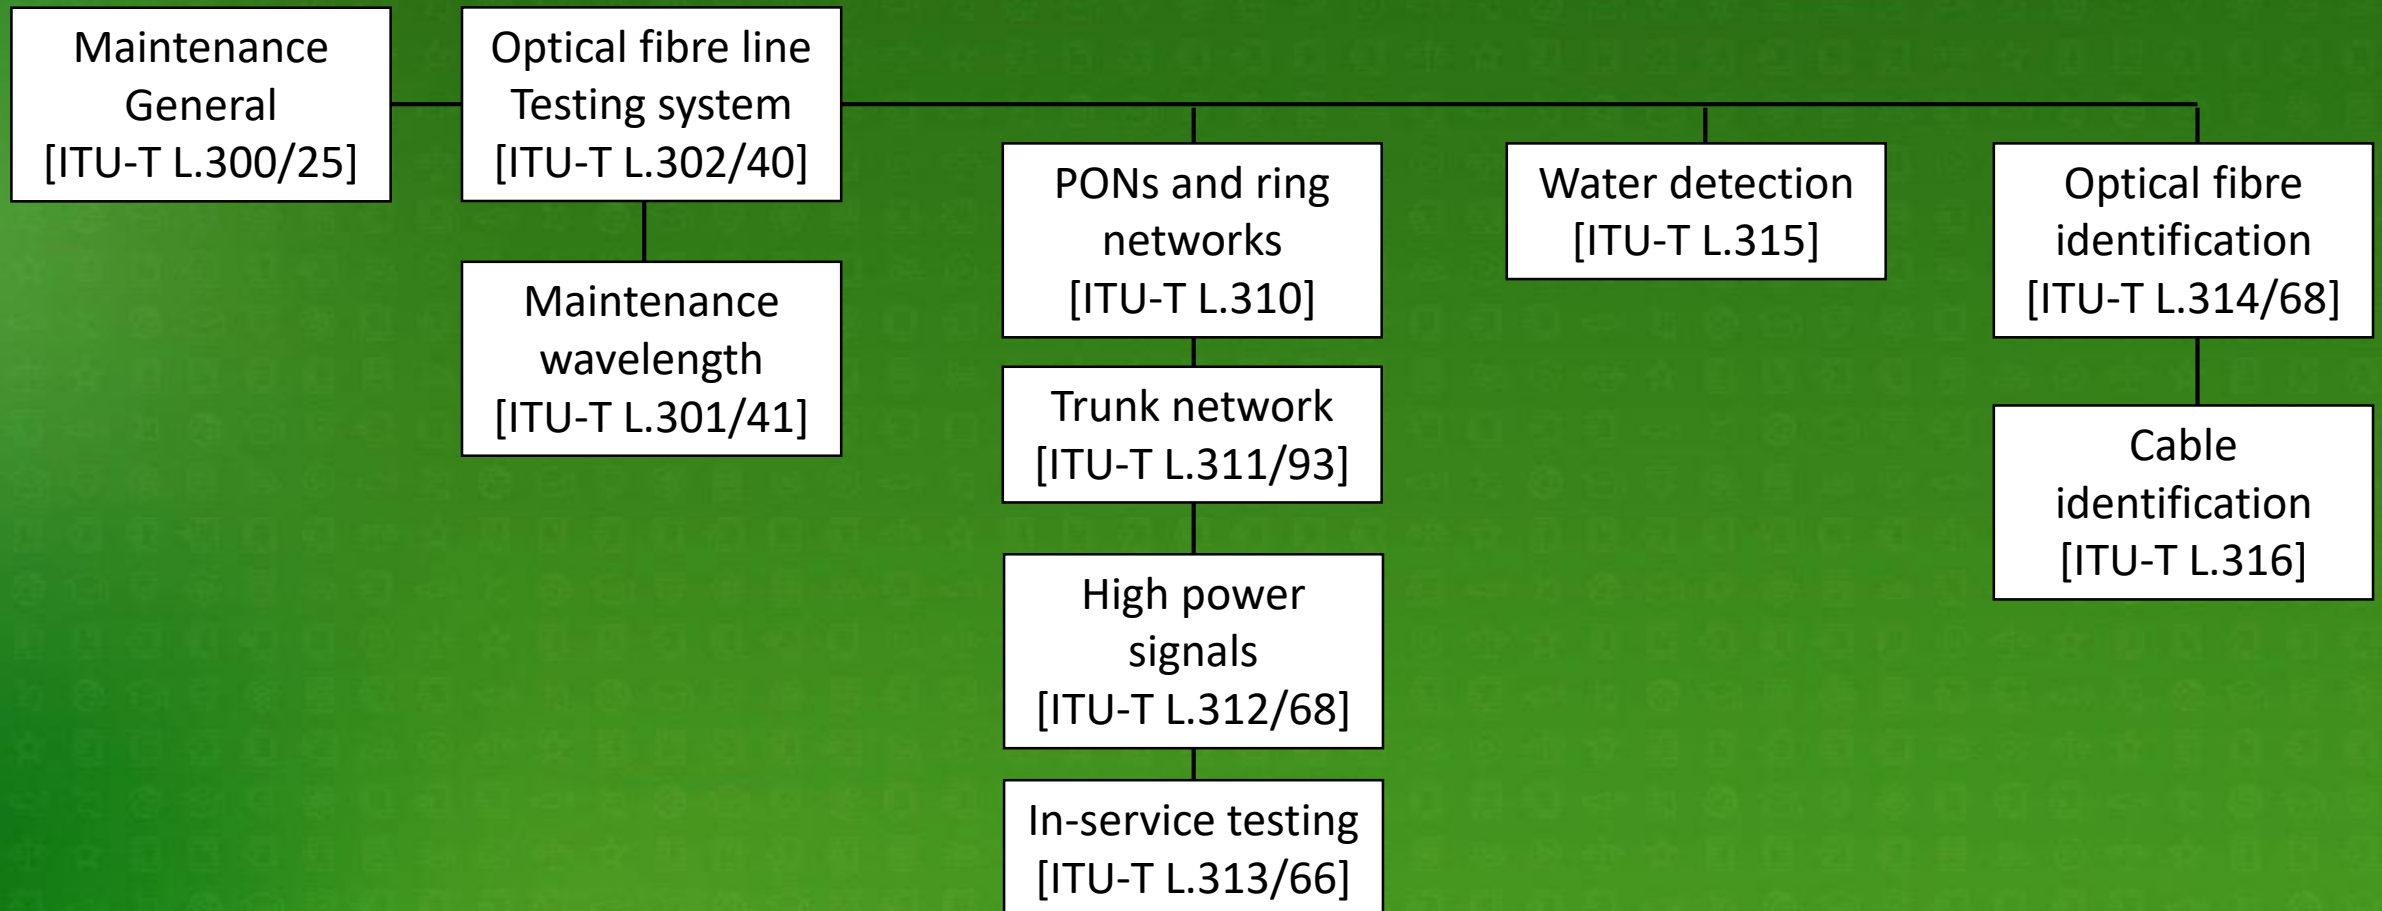 Maintenance
General
[ITU-T L.300/25]
Optical fibre line
Testing system
[ITU-T L.302/40]
Maintenance
wavelength
[ITU-T L.301/41]
PONs and ring
networks
[ITU-T L.310]
Trunk network
[ITU-T L.311/93]
High power
signals
[ITU-T L.312/68]
In-service testing
[ITU-T L.313/66]
Water detection
[ITU-T L.315]
Optical fibre
identification
[ITU-T L.314/68]
Cable
identification
[ITU-T L.316]